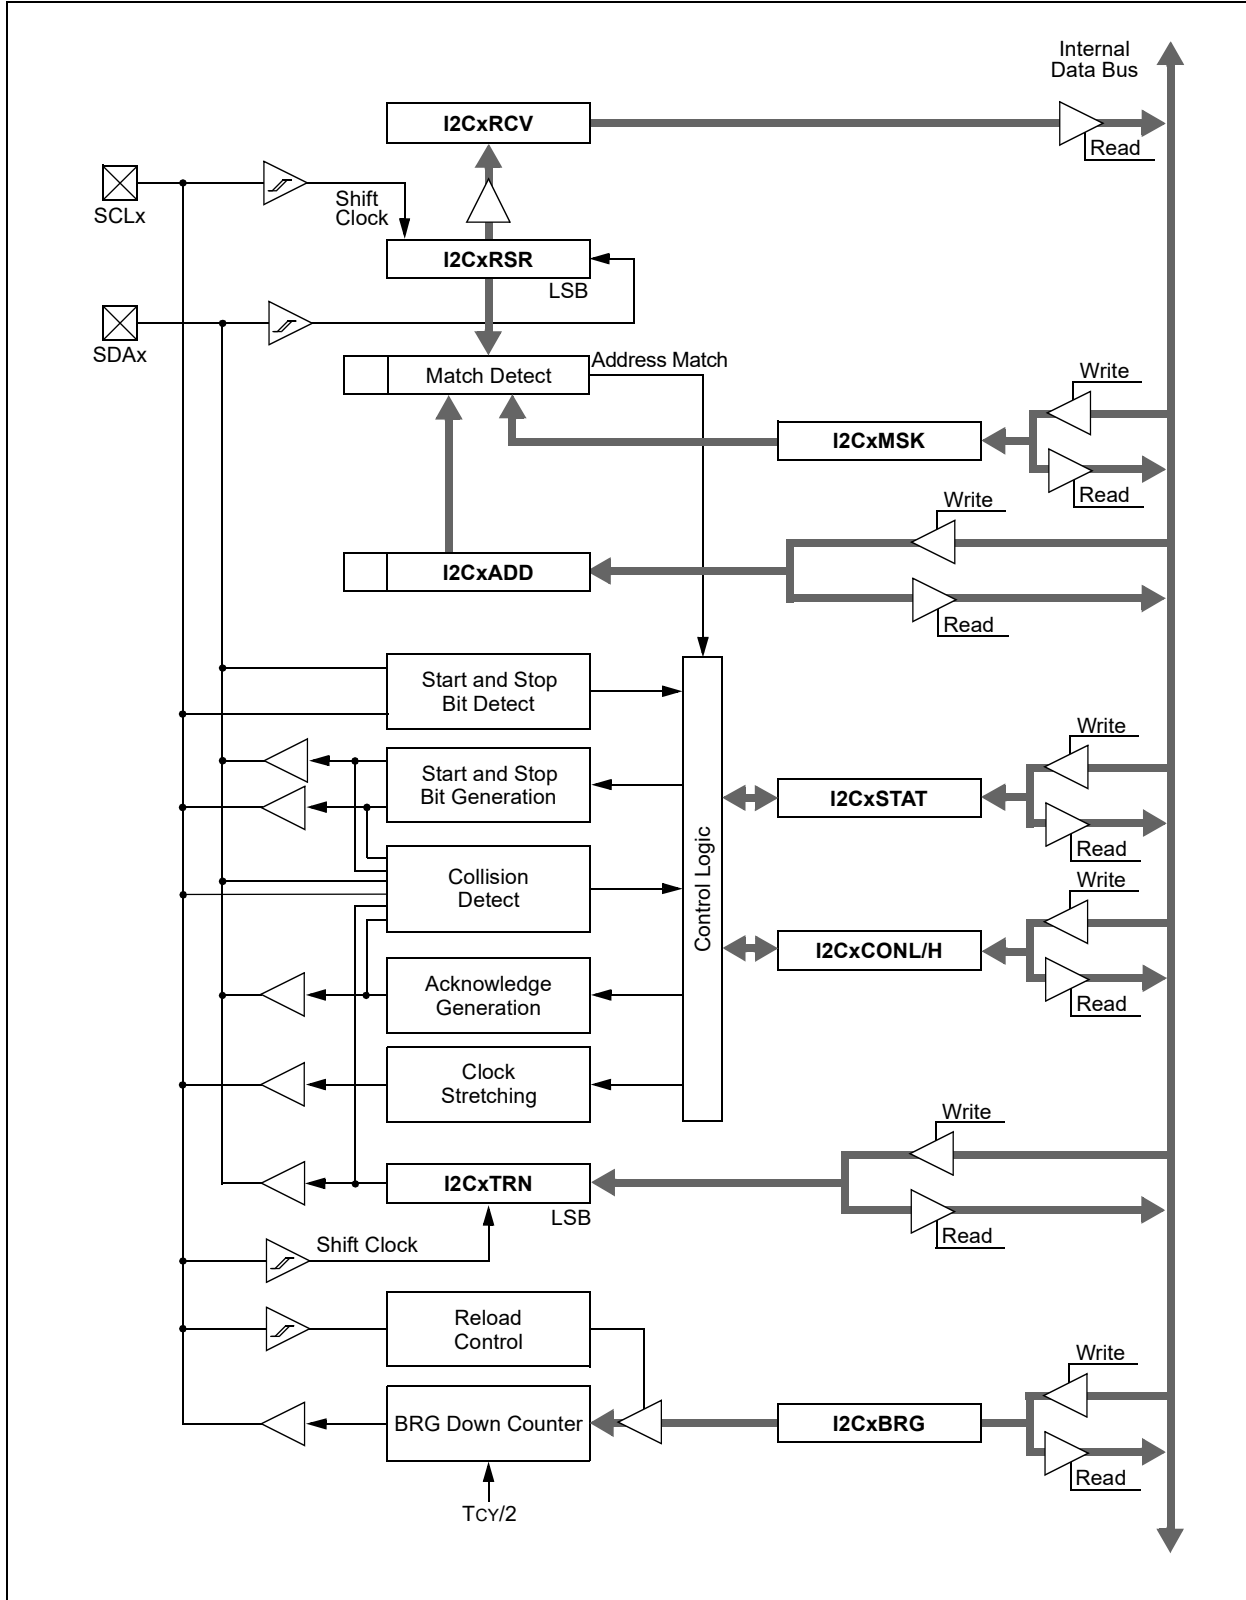 Internal
Data Bus
I2CxRCV
Read
SCLx
Shift
Clock
I2CxRSR
LSB
SDAx
Match Detect
Address Match
Write
I2CxMSK
Read
Write
I2CxADD
Read
Start and Stop
Bit Detect
Write
Start and Stop
Bit Generation
I2CxSTAT
Read
Control Logic
Collision
Detect
Write
I2CxCONL/H
Read
Acknowledge
Generation
Clock
Stretching
Write
I2CxTRN
LSB
Read
Shift Clock
Reload
Control
Write
BRG Down Counter
I2CxBRG
Read
TCY/2